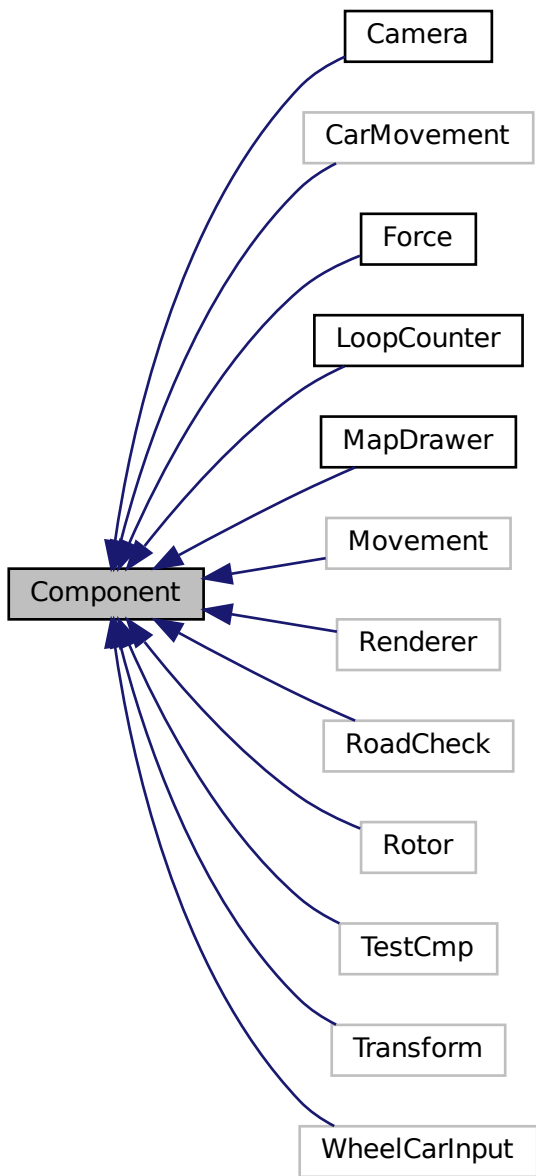 Camera
CarMovement
Force
LoopCounter
MapDrawer
Movement
Component
Renderer
RoadCheck
Rotor
TestCmp
Transform
WheelCarInput